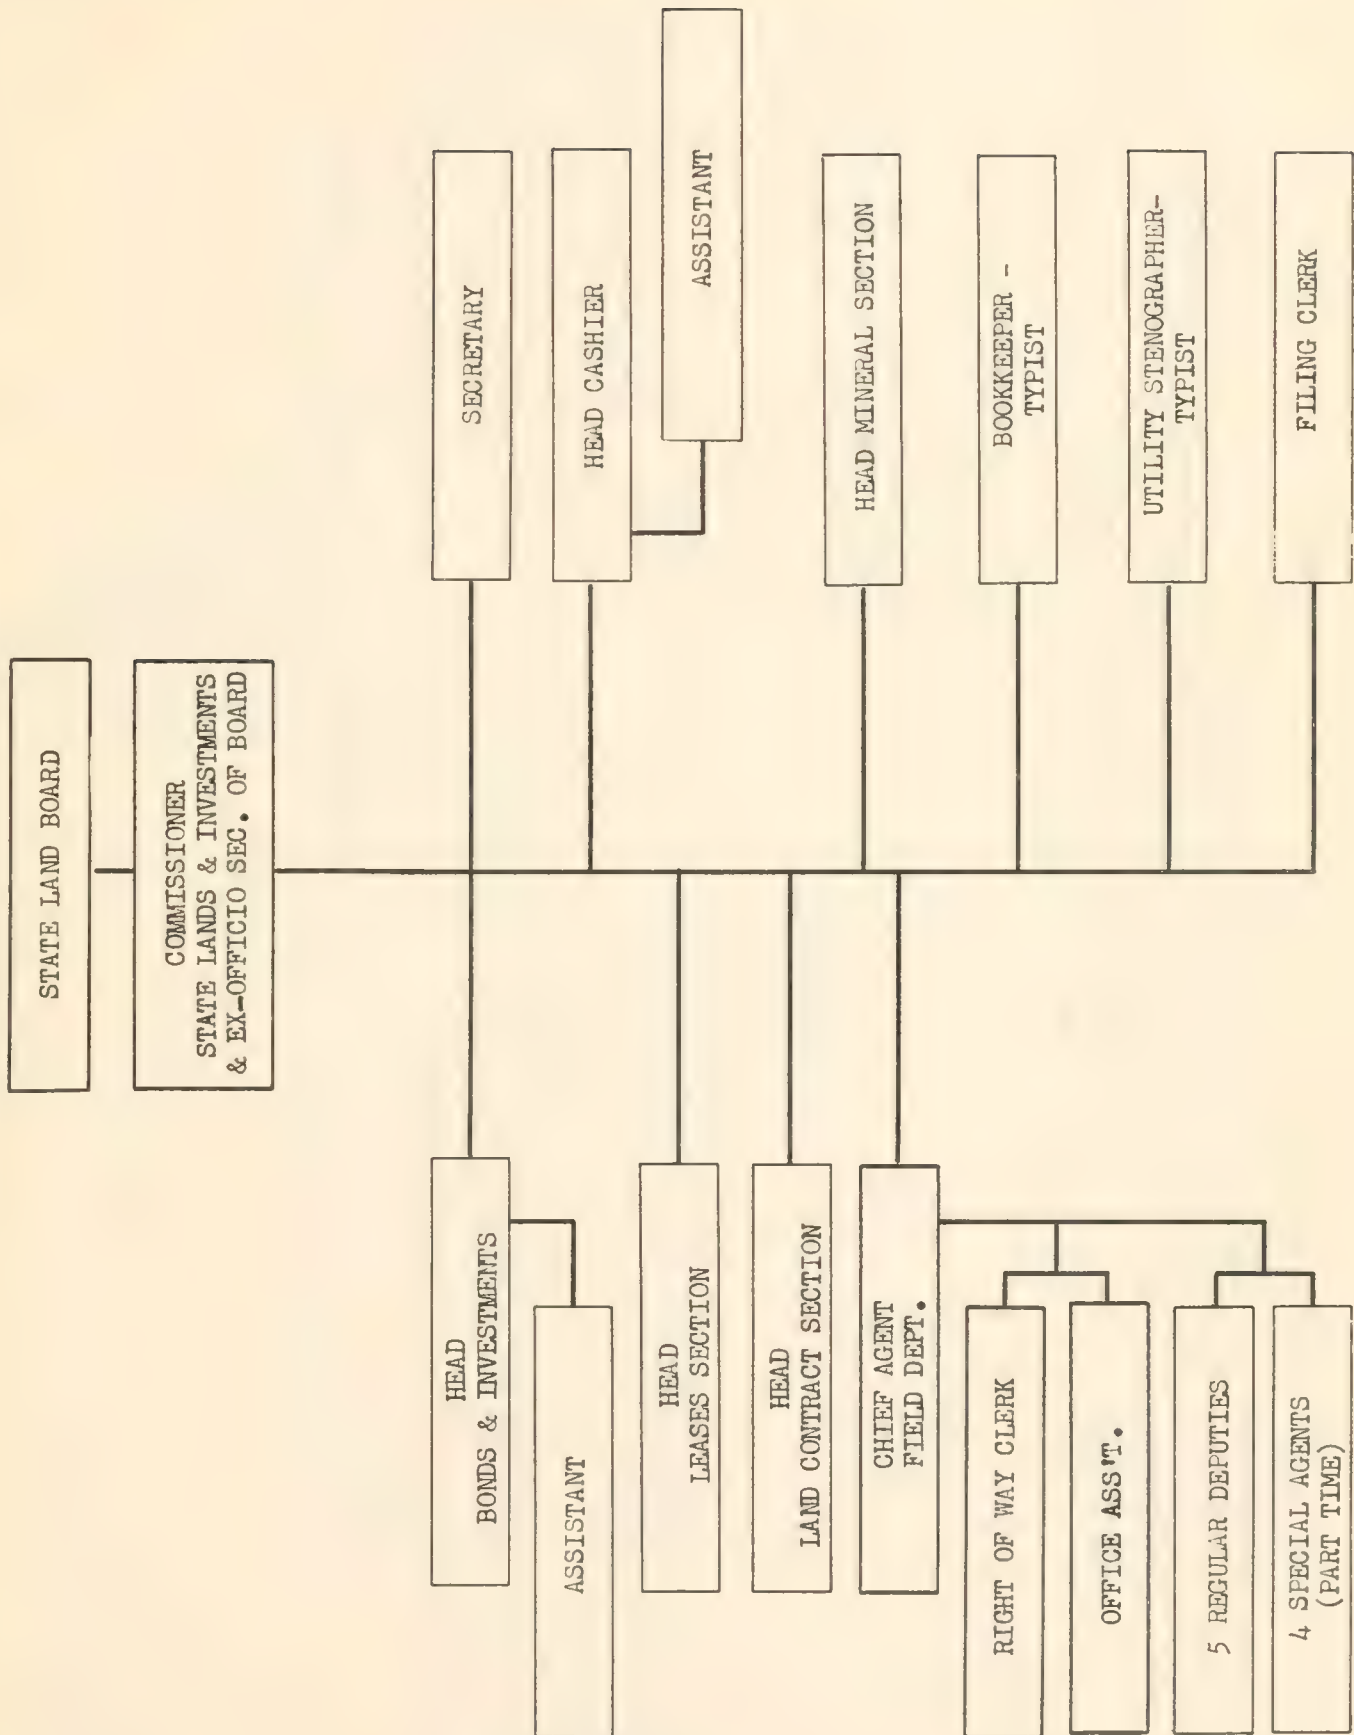 STATE LAND BOARD
COMMISSIONER
STATE LANDS & INVESTMENTS
& EX-OFFICIO SEC. OF BOARD
HEAD
BONDS & INVESTMENTS
ASSISTANT
HEAD
LEASES SECTION
HEAD
LAND CONTRACT SECTION
CHIEF AGENT
FIELD DEPT.
RIGHT OF WAY CLERK
OFFICE ASS'T.
5 REGULAR DEPUTIES
4 SPECIAL AGENTS
(PART TIME)
SECRETARY
HEAD CASHIER
ASSISTANT
HEAD MINERAL SECTION
BOOKKEEPER -
TYPIST
UTILITY STENOGRAPHER-
TYPIST
FILING CLERK